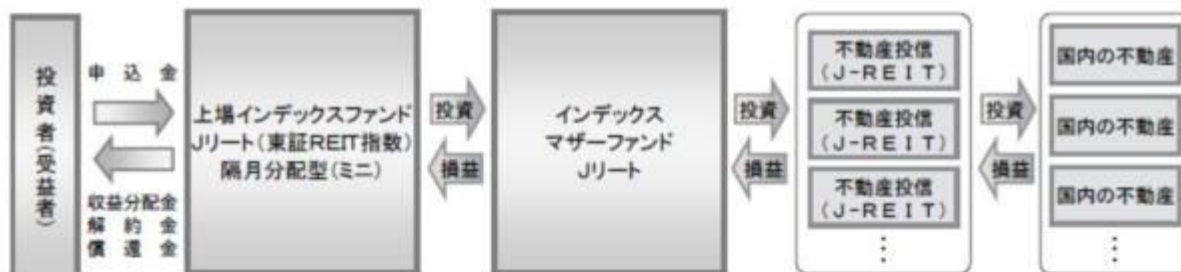 投資者(受益者)
申込金
収益分配金
解約金
償還金
上場インデックスファンド
Jリート(東証REIT指数)
隔月分配型(ミニ)
投資
損益
インデックス
マザーファンド
Jリート
投資
損益
不動産投信
(J-REIT)
不動産投信
(J-REIT)
不動産投信
(J-REIT)
⋮
投資
損益
国内の不動産
国内の不動産
国内の不動産
⋮